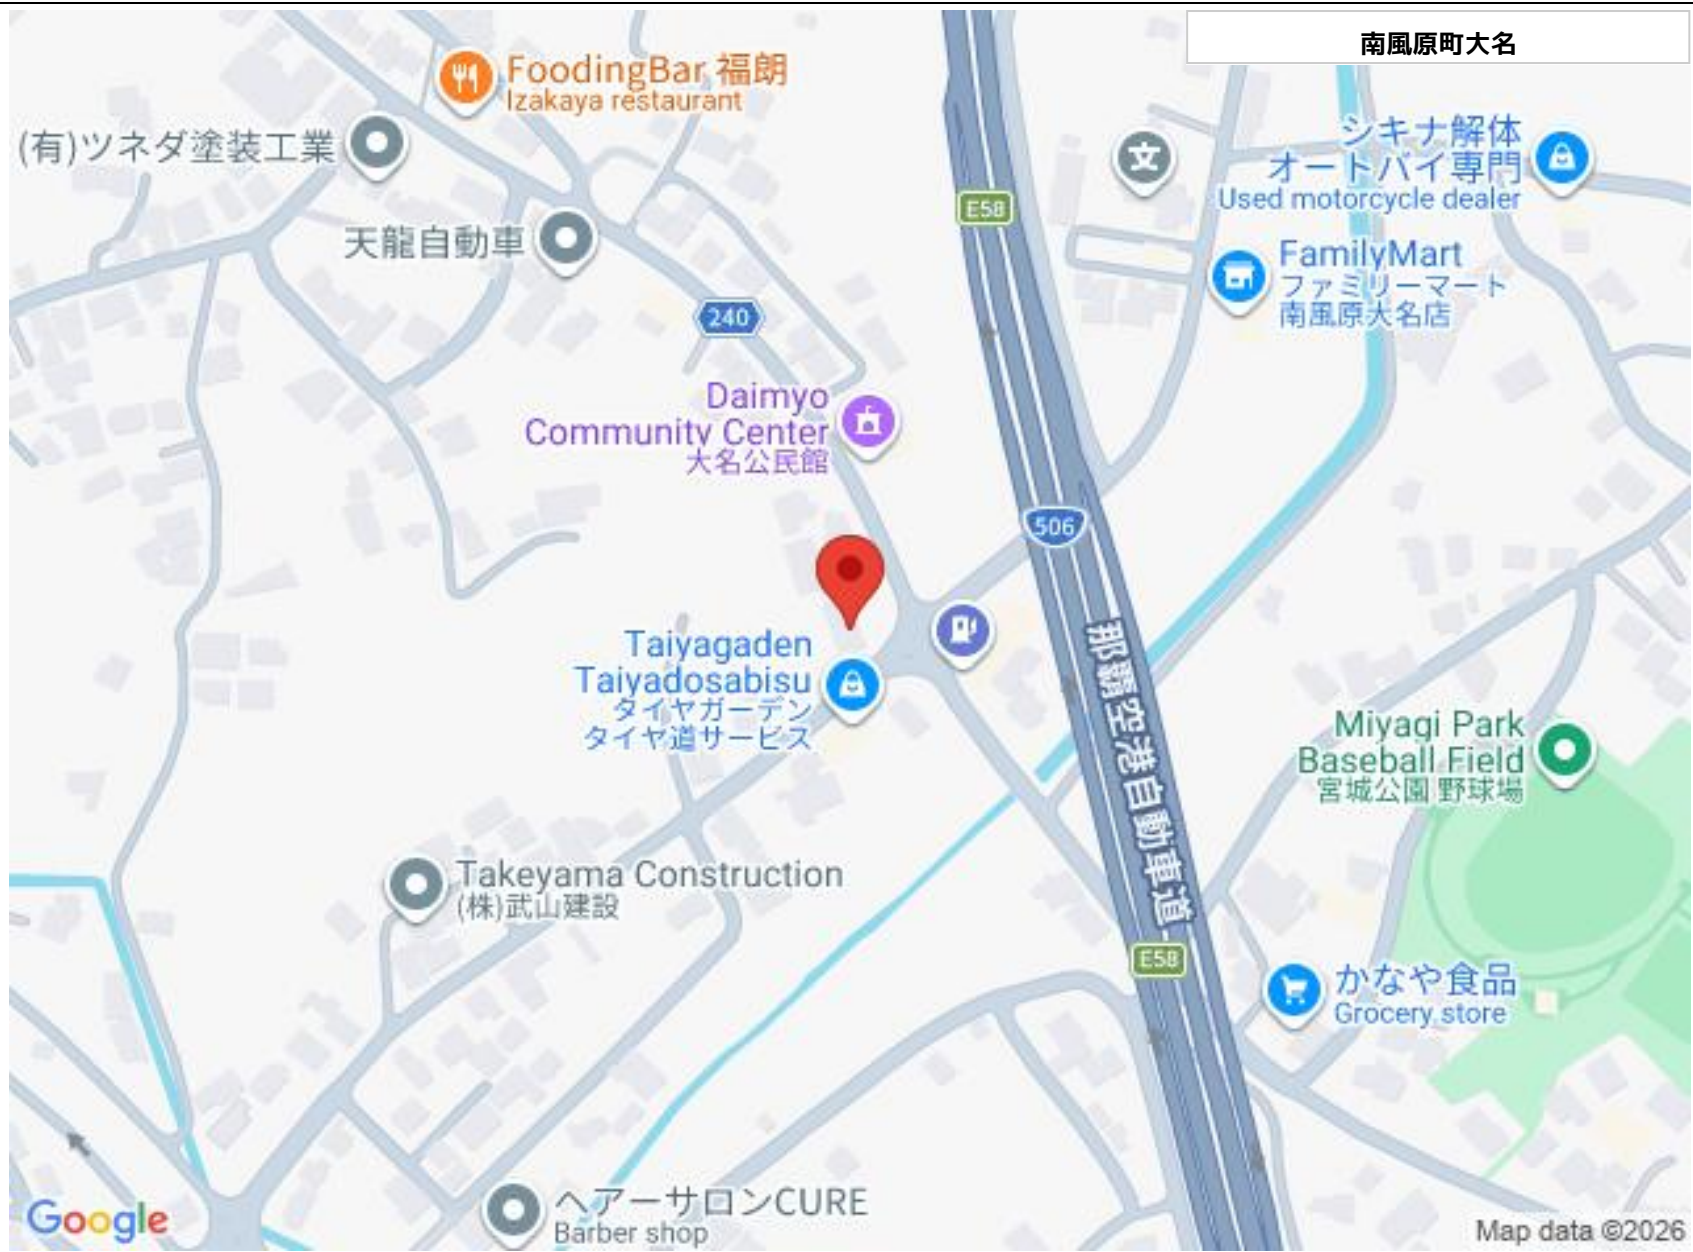 南風原町大名
FoodingBar 福朗
Izakaya restaurant
(有)ツネダ塗装工業
天龍自動車
240
E58
文
シキナ解体
オートバイ専門
Used motorcycle dealer
FamilyMart
ファミリーマート
南風原大名店
Daimyo
Community Center
大名公民館
506
Taiyagaden
Taiyadosabisu
タイヤガーデン
タイヤ道サービス
那覇空港自動車道
Miyagi Park
Baseball Field
宮城公園 野球場
Takeyama Construction
(株)武山建設
E58
かなや食品
Grocery store
ヘアーサロンCURE
Barber shop
Google
Map data ©2026